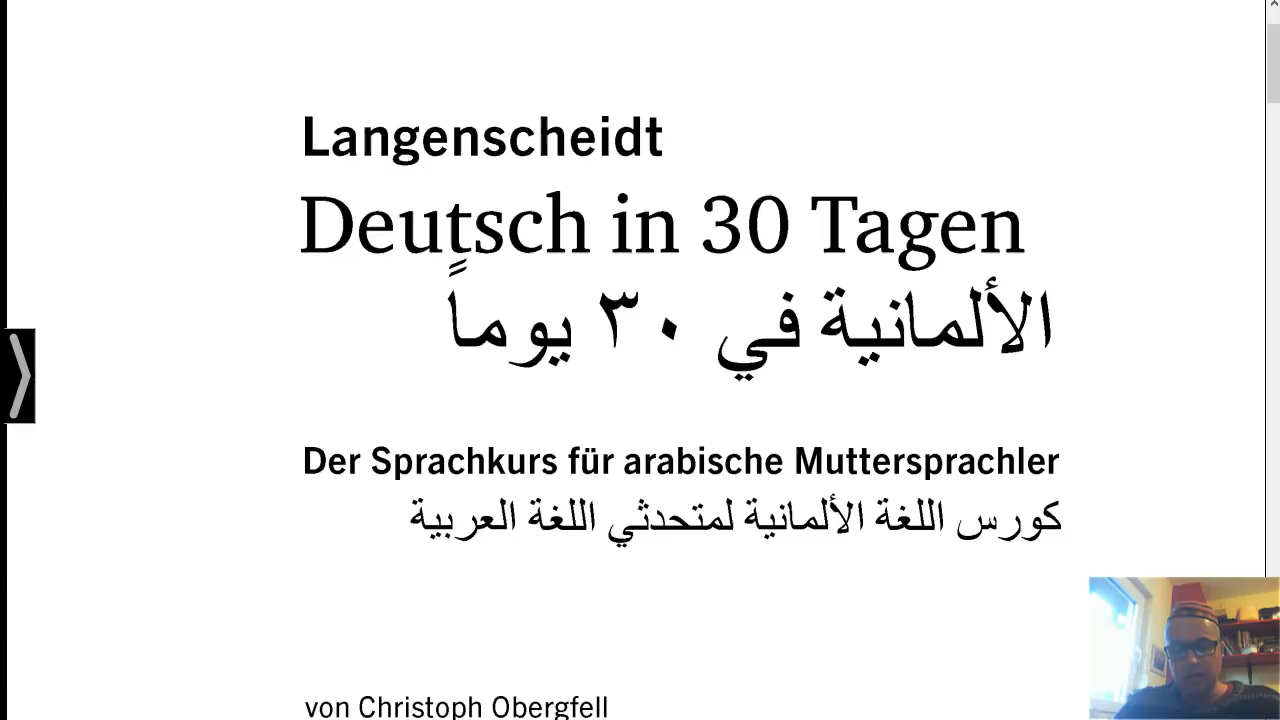 Langenscheidt
Deutsch in 30 Tagen
الألمانية في ٣٠ يوماً
Der Sprachkurs für arabische Muttersprachler
كورس اللغة الألمانية لمتحدثي اللغة العربية
von Christoph Obergfell